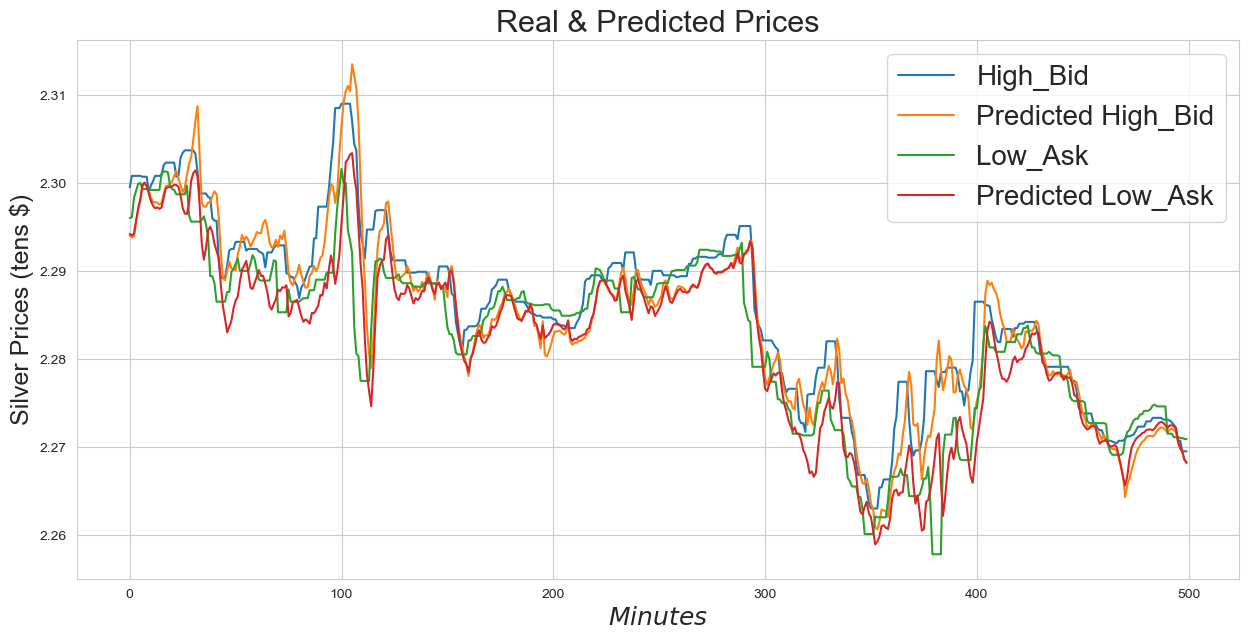 Real & Predicted Prices
High_Bid
Predicted High_Bid
Low_Ask
Predicted Low_Ask
Silver Prices (tens $)
2.31
2.30
2.29
2.28
2.27
2.26
0 100 200 300 400 500
Minutes